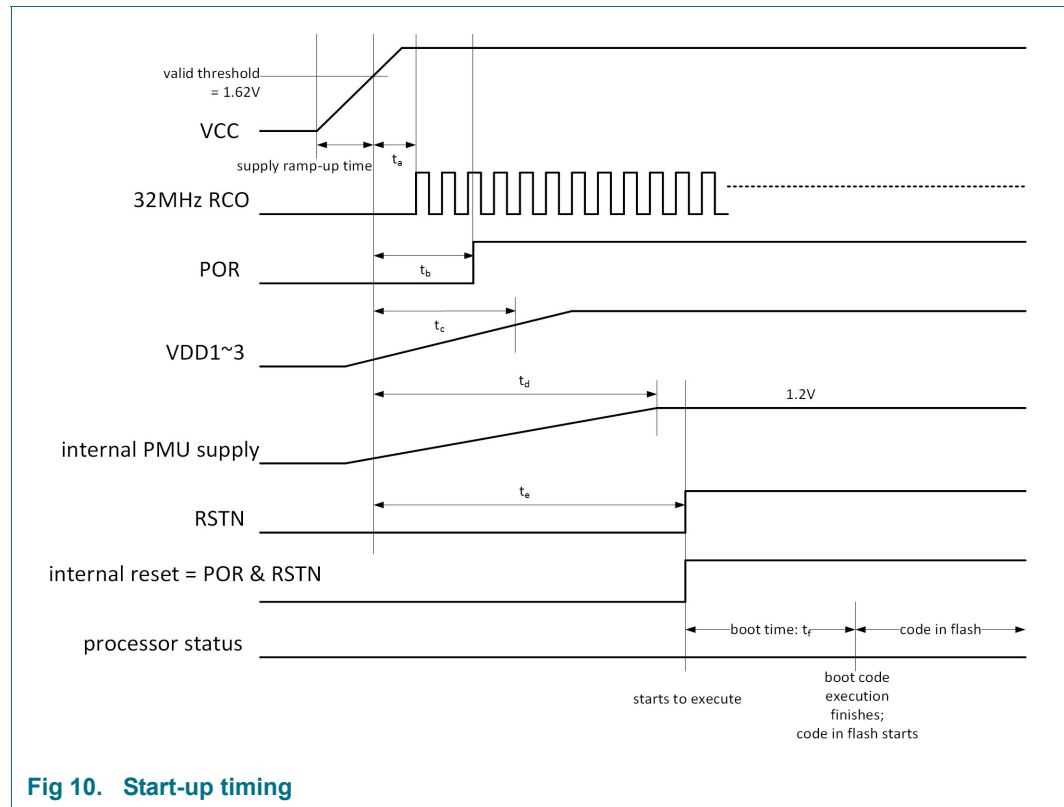 valid threshold
= 1.62V
VCC
supply ramp-up time
ta
32MHz RCO
POR
tb
tc
VDD1~3
td
1.2V
internal PMU supply
te
RSTN
internal reset = POR & RSTN
boot time: tf
code in flash
processor status
starts to execute
boot code
execution
finishes;
code in flash starts
Fig 10. Start-up timing